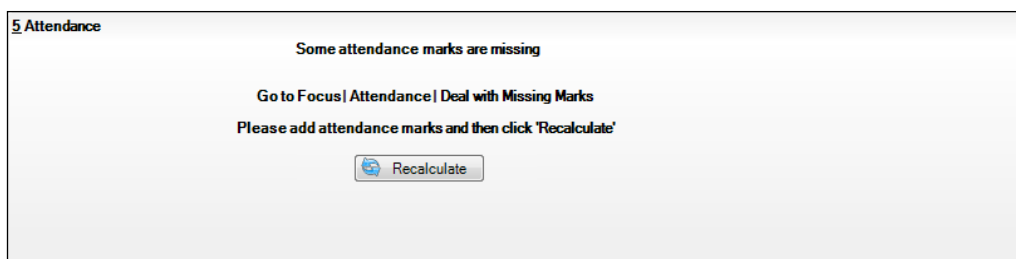 5 Attendance
Some attendance marks are missing
Go to Focus| Attendance| Deal with Missing Marks
Please add attendance marks and then click 'Recalculate'
Recalculate